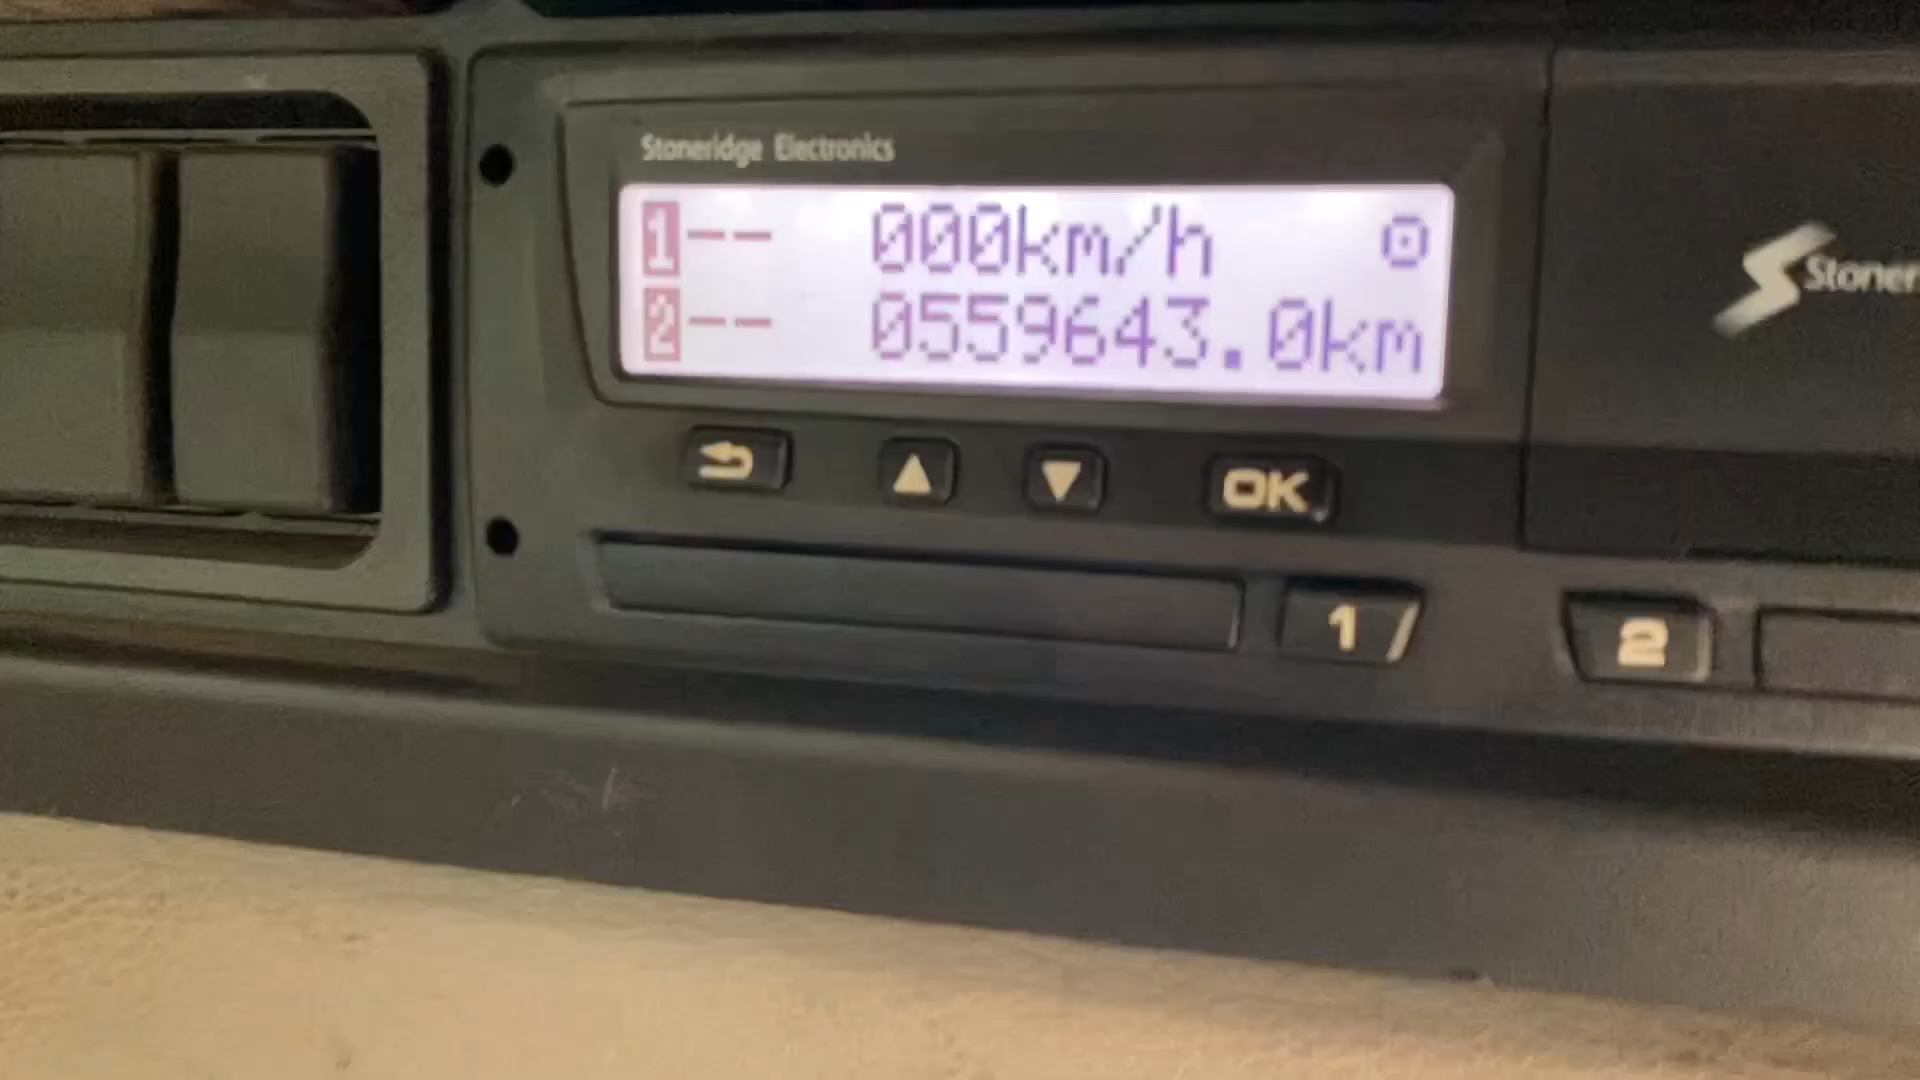 Stoneridge Electronics
1-- 000km/h
2-- 0559643.0km
OK
1
2
Stoner